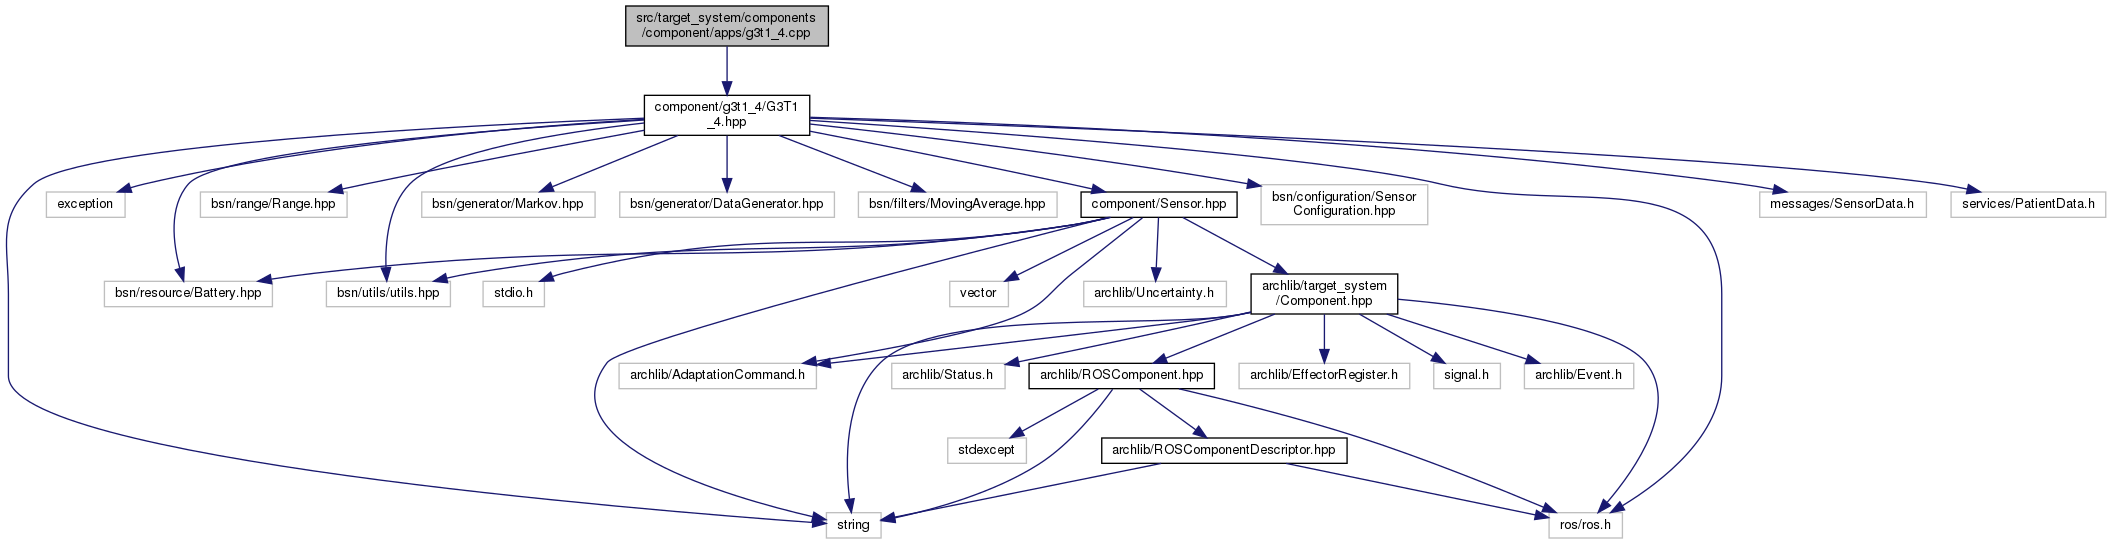 src/target_system/components
/component/apps/g3t1_4.cpp
component/g3t1_4/G3T1
_4.hpp
exception
bsn/range/Range.hpp
bsn/generator/Markov.hpp
bsn/generator/DataGenerator.hpp
bsn/filters/MovingAverage.hpp
component/Sensor.hpp
bsn/configuration/Sensor
Configuration.hpp
messages/SensorData.h
services/PatientData.h
bsn/resource/Battery.hpp
bsn/utils/utils.hpp
stdio.h
vector
archlib/Uncertainty.h
archlib/target_system
/Component.hpp
archlib/AdaptationCommand.h
archlib/Status.h
archlib/ROSComponent.hpp
archlib/EffectorRegister.h
signal.h
archlib/Event.h
stdexcept
archlib/ROSComponentDescriptor.hpp
string
ros/ros.h